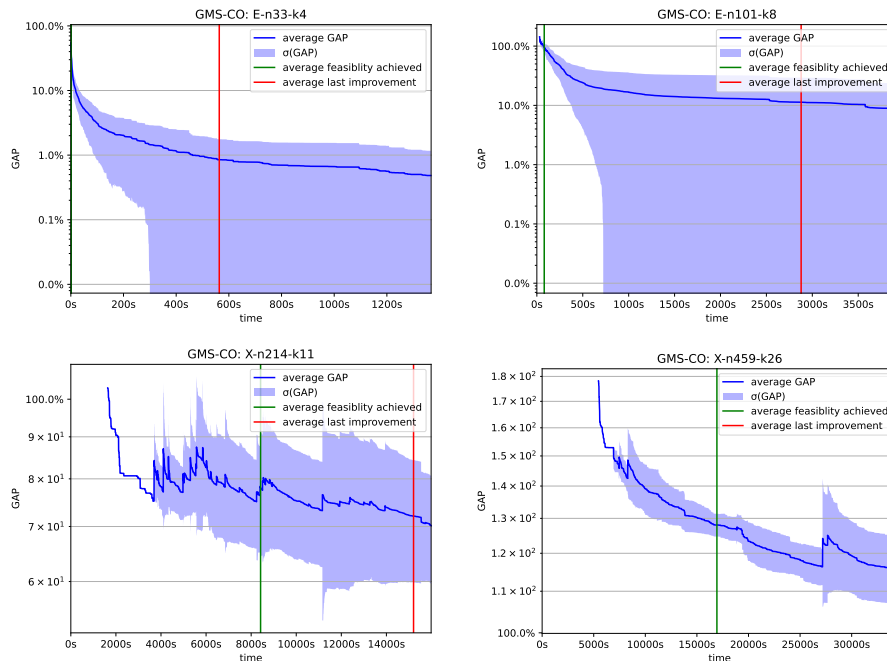 GMS-CO: E-n33-k4
100.0%
10.0%
1.0%
0.1%
0.0%
GAP
0s
200s
400s
600s
800s
1000s
1200s
time
average GAP
σ(GAP)
average feasiblity achieved
average last improvement
GMS-CO: E-n101-k8
100.0%
10.0%
1.0%
0.1%
0.0%
GAP
0s
500s
1000s
1500s
2000s
2500s
3000s
3500s
time
average GAP
σ(GAP)
average feasiblity achieved
average last improvement
GMS-CO: X-n214-k11
100.0%
9 × 10¹
8 × 10¹
7 × 10¹
6 × 10¹
GAP
0s
2000s
4000s
6000s
8000s
10000s
12000s
14000s
time
average GAP
σ(GAP)
average feasiblity achieved
average last improvement
GMS-CO: X-n459-k26
1.8 × 10²
1.7 × 10²
1.6 × 10²
1.5 × 10²
1.4 × 10²
1.3 × 10²
1.2 × 10²
1.1 × 10²
100.0%
GAP
0s
5000s
10000s
15000s
20000s
25000s
30000s
time
average GAP
σ(GAP)
average feasiblity achieved
average last improvement